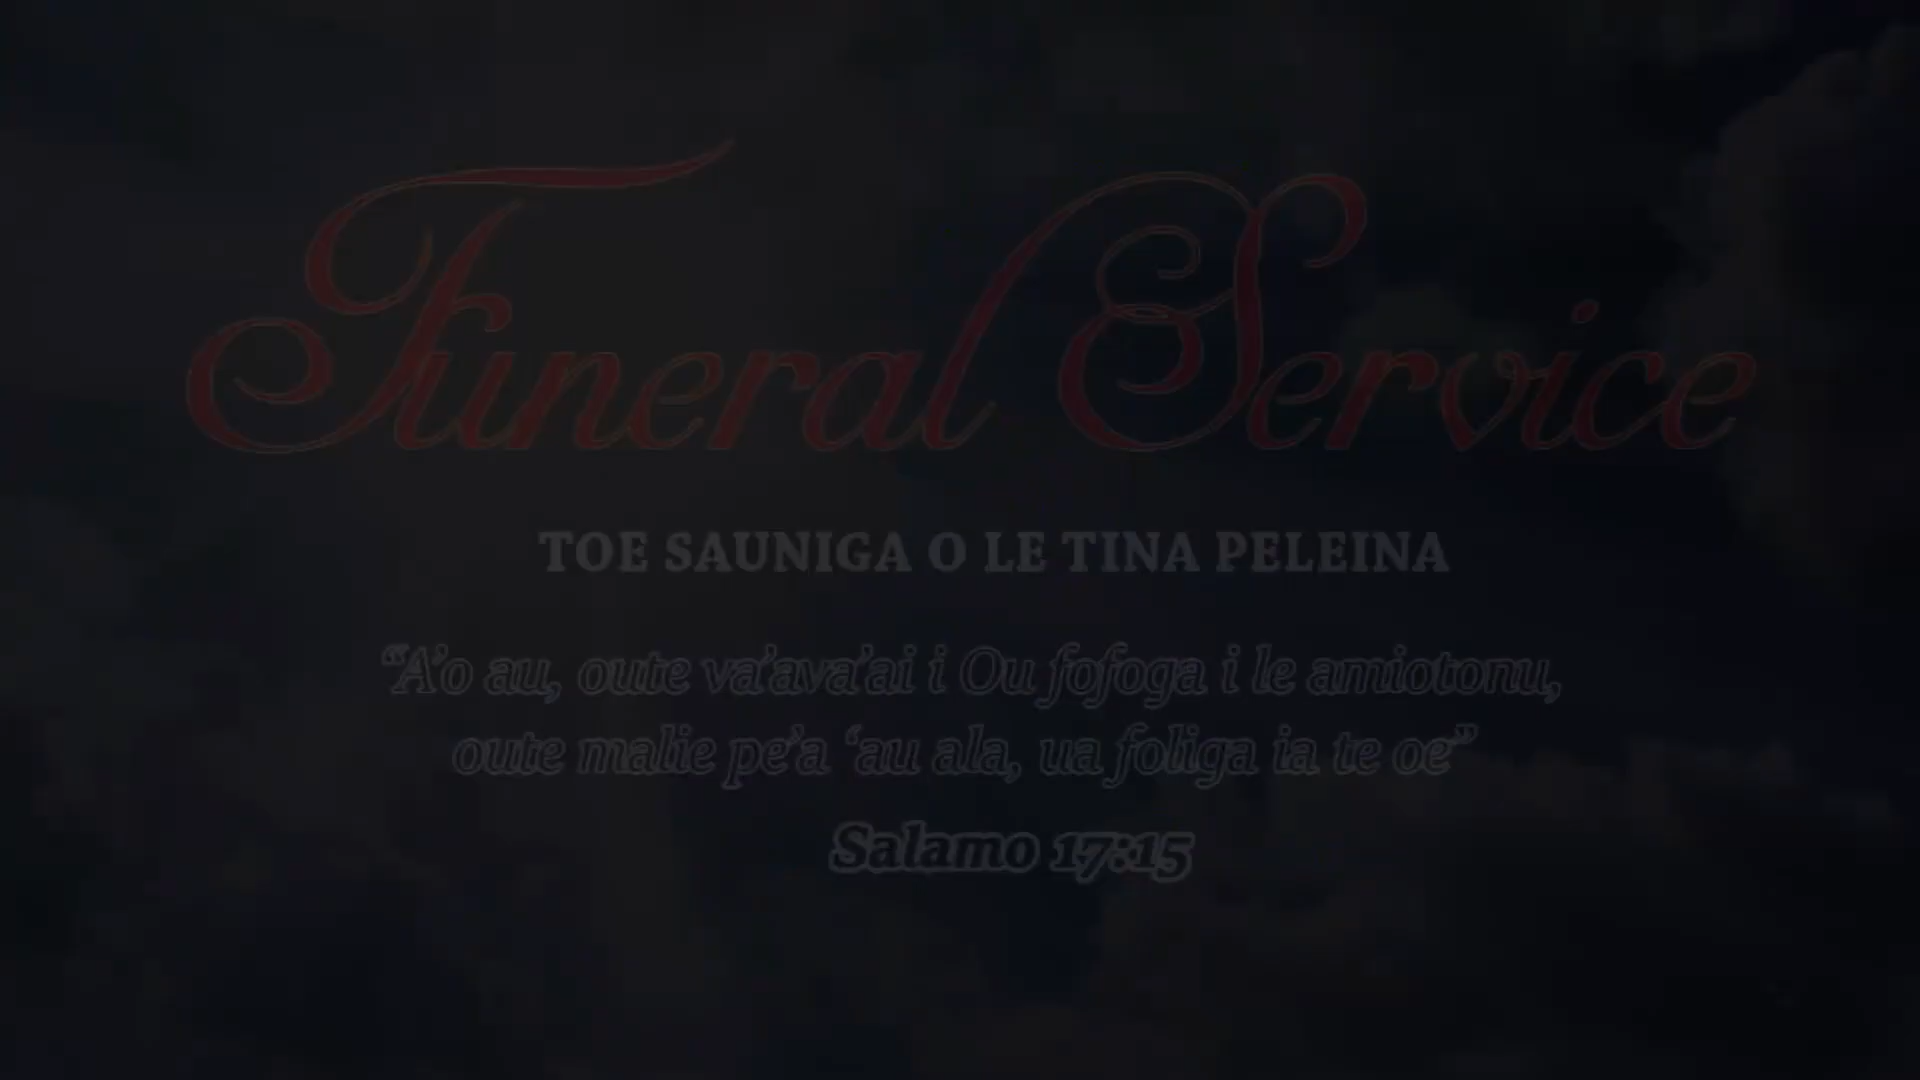 Funeral Service
TOE SAUNIGA O LE TINA PELEINA
“A’o au, oute va’ava’ai i Ou fofoga i le amiotonu,
oute malie pe’a ‘au ala, ua foliga ia te oe”
Salamo 17:15